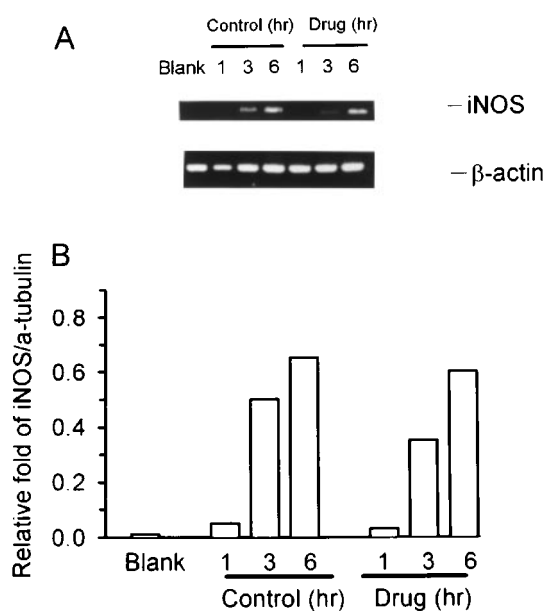 A
Control (hr) Drug (hr)
Blank 1 3 6 1 3 6
–iNOS
–β-actin
B
Relative fold of iNOS/a-tubulin
0.8
0.6
0.4
0.2
0.0
Blank 1 3 6 1 3 6
Control (hr) Drug (hr)